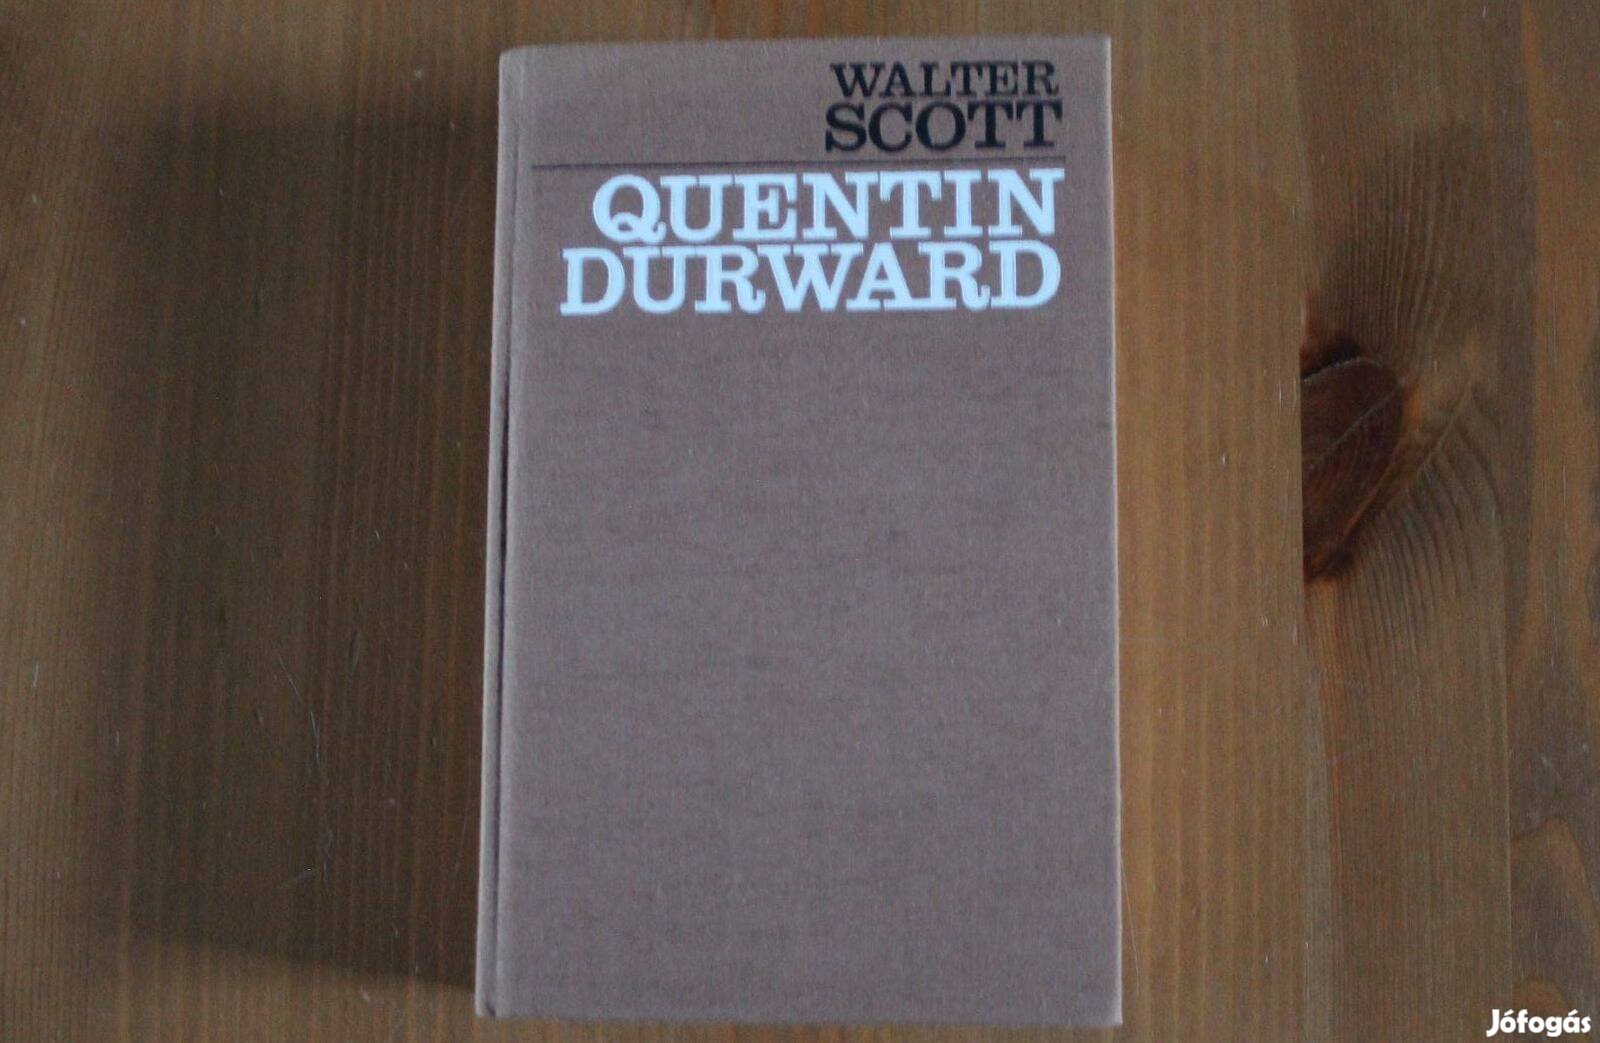 WALTER
SCOTT
QUENTIN
DURWARD
Jófogás